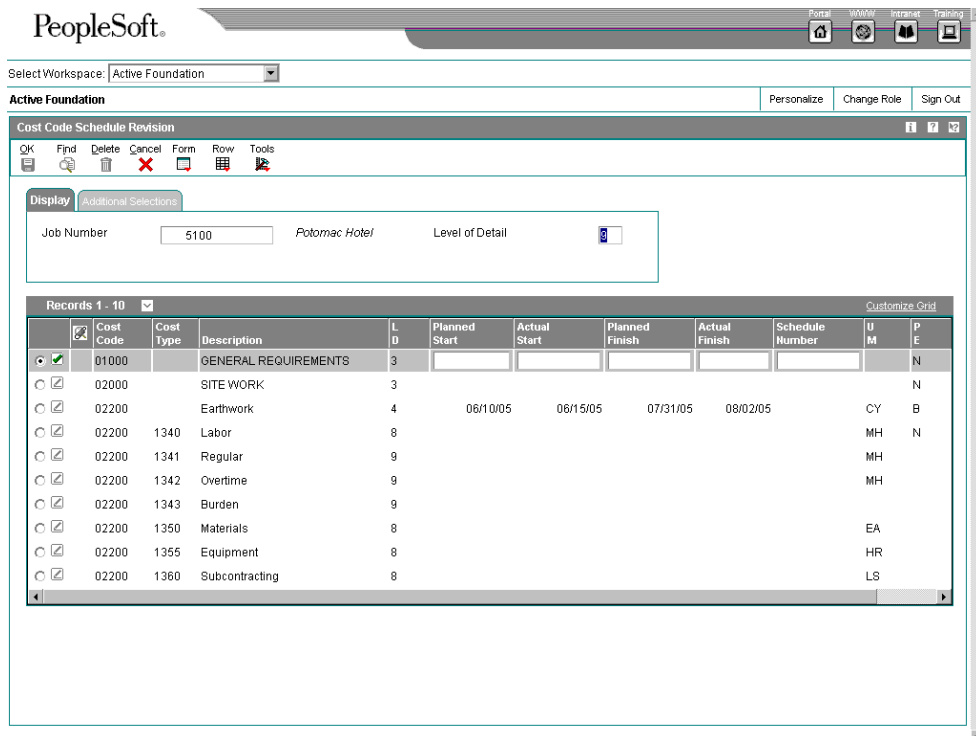 PeopleSoft.
Portal WWW Intranet Training
Select Workspace: Active Foundation
Active Foundation Personalize Change Role Sign Out
Cost Code Schedule Revision i ? ?
OK Find Delete Cancel Form Row Tools
Display Additional Selections
Job Number 5100 Potomac Hotel Level of Detail 9
Records 1 - 10 Customize Grid
Cost Code Cost Type Description L D Planned Start Actual Start Planned Finish Actual Finish Schedule Number U M P E
01000 GENERAL REQUIREMENTS 3 N
02000 SITE WORK 3 N
02200 Earthwork 4 06/10/05 06/15/05 07/31/05 08/02/05 CY B
02200 1340 Labor 8 MH N
02200 1341 Regular 9 MH
02200 1342 Overtime 9 MH
02200 1343 Burden 9
02200 1350 Materials 8 EA
02200 1355 Equipment 8 HR
02200 1360 Subcontracting 8 LS